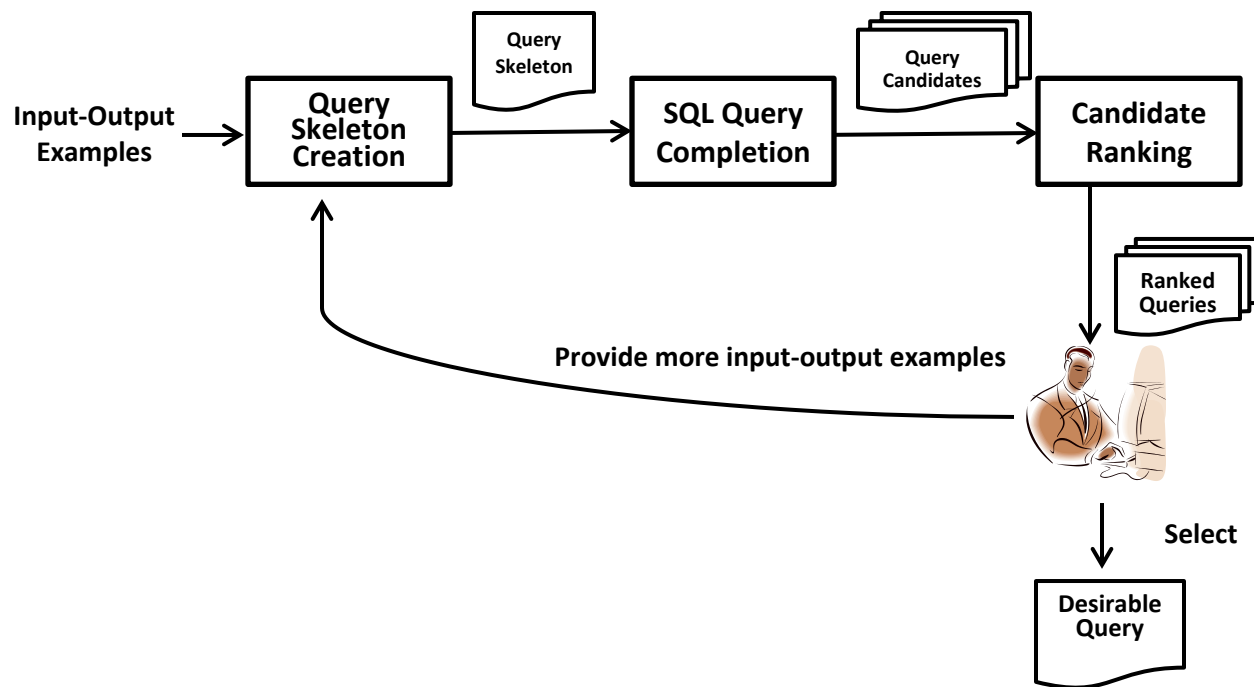 Query
Skeleton
Query
Candidates
Input-Output
Examples
Query
Skeleton
Creation
SQL Query
Completion
Candidate
Ranking
Ranked
Queries
Provide more input-output examples
Select
Desirable
Query